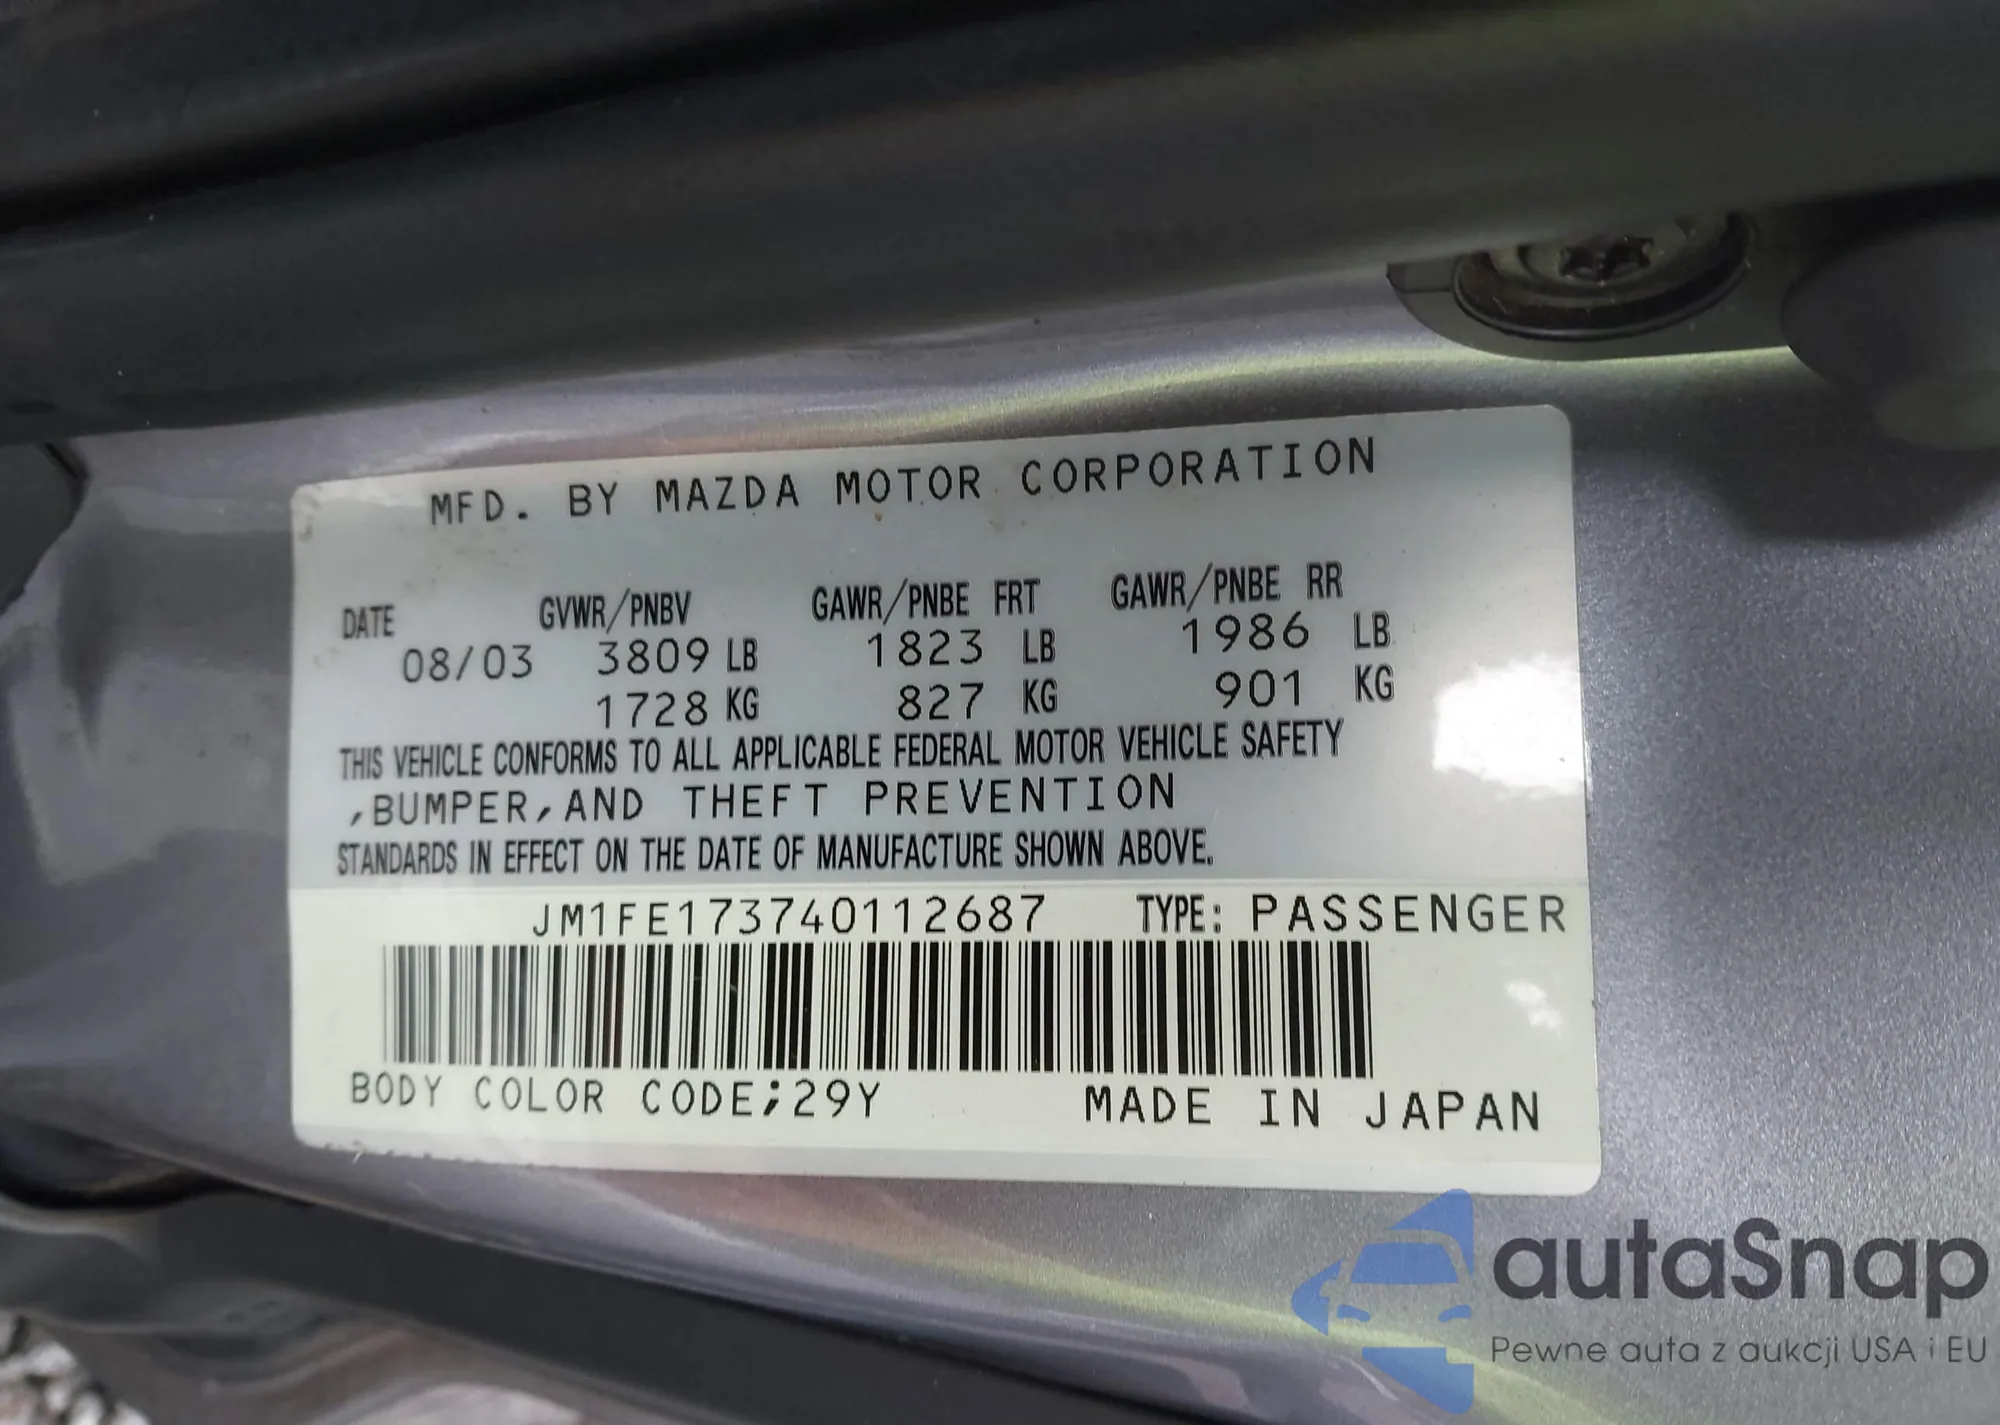 MFD. BY MAZDA MOTOR CORPORATION
DATE GVWR/PNBV GAWR/PNBE FRT GAWR/PNBE RR
08/03 3809 LB 1823 LB 1986 LB
1728 KG 827 KG 901 KG
THIS VEHICLE CONFORMS TO ALL APPLICABLE FEDERAL MOTOR VEHICLE SAFETY
,BUMPER,AND THEFT PREVENTION
STANDARDS IN EFFECT ON THE DATE OF MANUFACTURE SHOWN ABOVE.
JM1FE173740112687 TYPE: PASSENGER
BODY COLOR CODE;29Y MADE IN JAPAN
autaSnap
Pewne auta z aukcji USA i EU